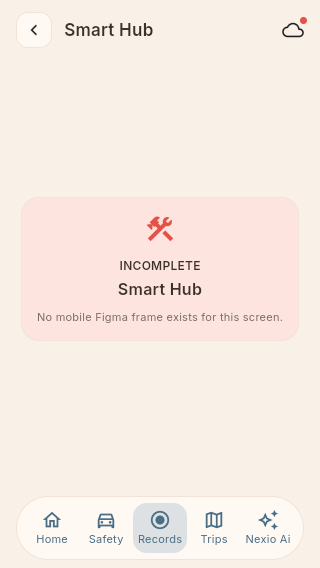 Smart Hub
INCOMPLETE
Smart Hub
No mobile Figma frame exists for this screen.
Home
Safety
Records
Trips
Nexio Ai